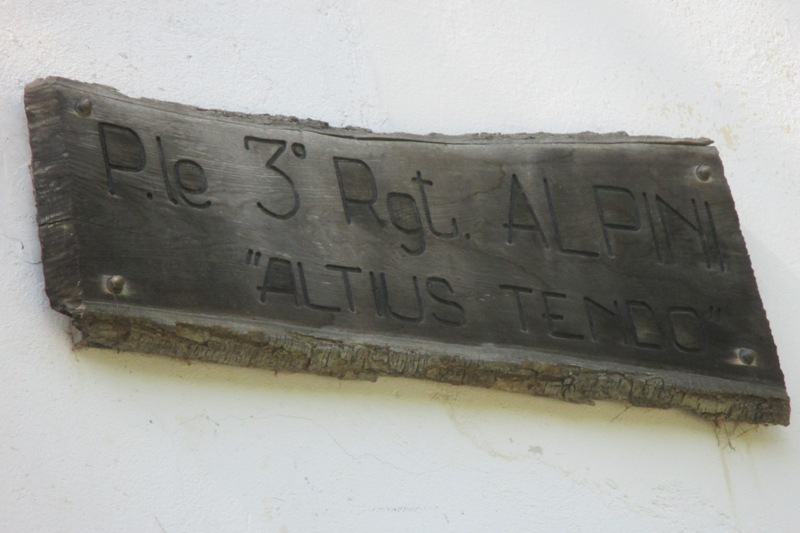 P.le 3° Rgt. ALPINI
"ALTIUS TENDO"